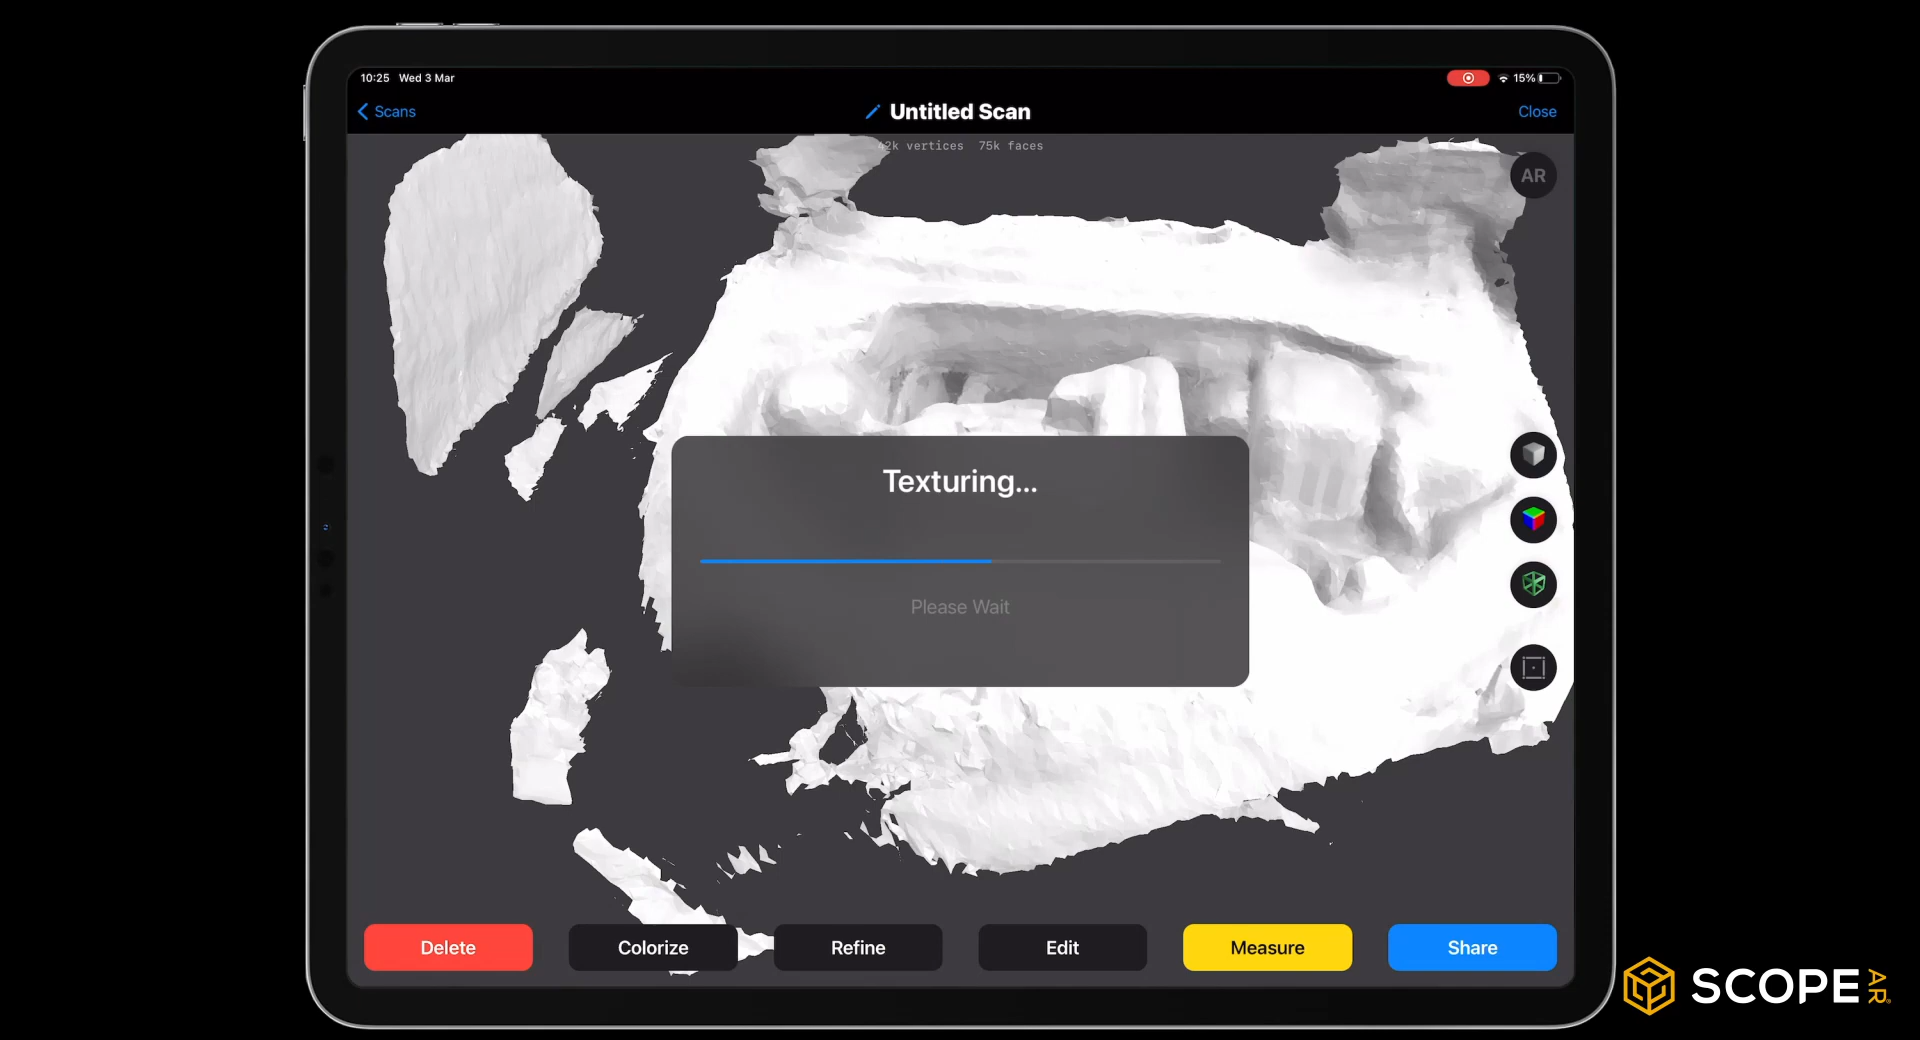 10:25 Wed 3 Mar
15%
Scans
Untitled Scan
Close
42k vertices 75k faces
AR
Texturing...
Please Wait
Delete
Colorize
Refine
Edit
Measure
Share
SCOPE AR